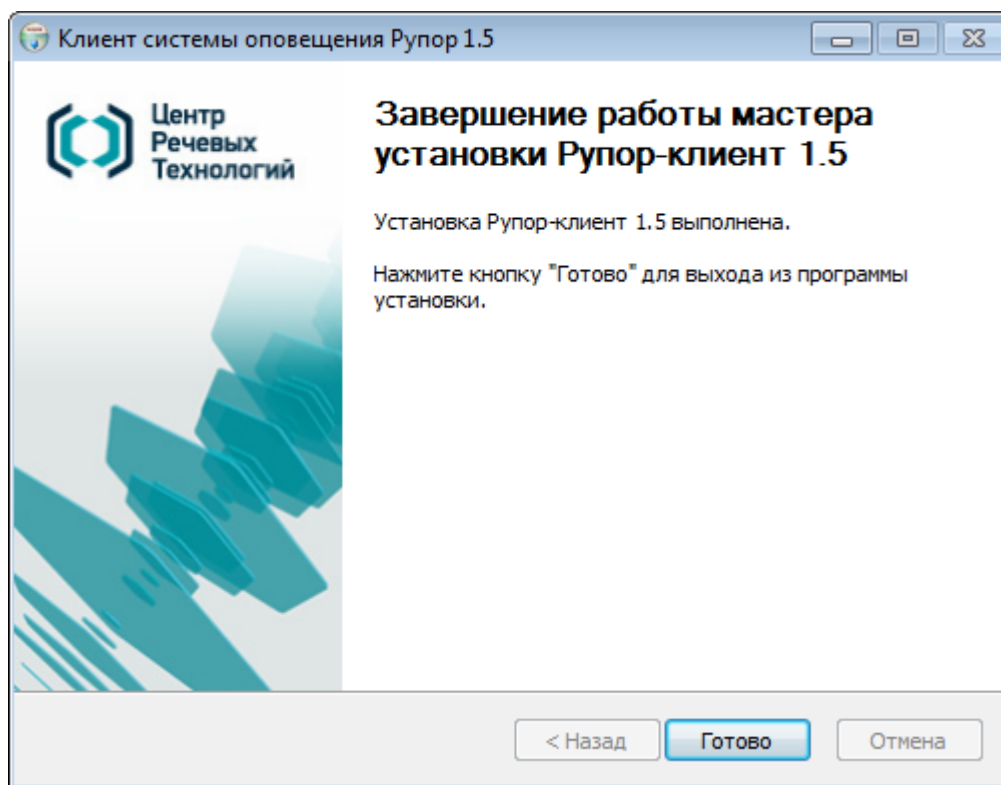 Клиент системы оповещения Рупор 1.5
Центр
Речевых
Технологий
Завершение работы мастера
установки Рупор-клиент 1.5
Установка Рупор-клиент 1.5 выполнена.
Нажмите кнопку "Готово" для выхода из программы
установки.
< Назад
Готово
Отмена